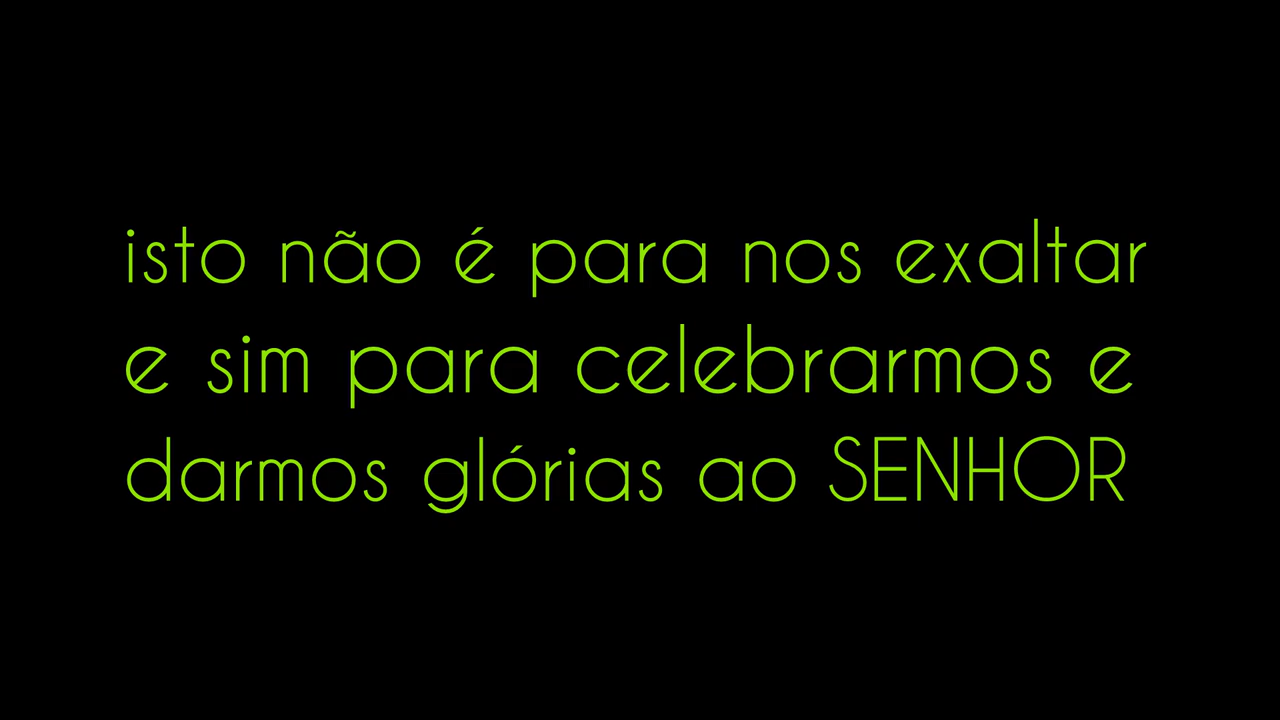 isto não é para nos exaltar
e sim para celebrarmos e
darmos glórias ao SENHOR